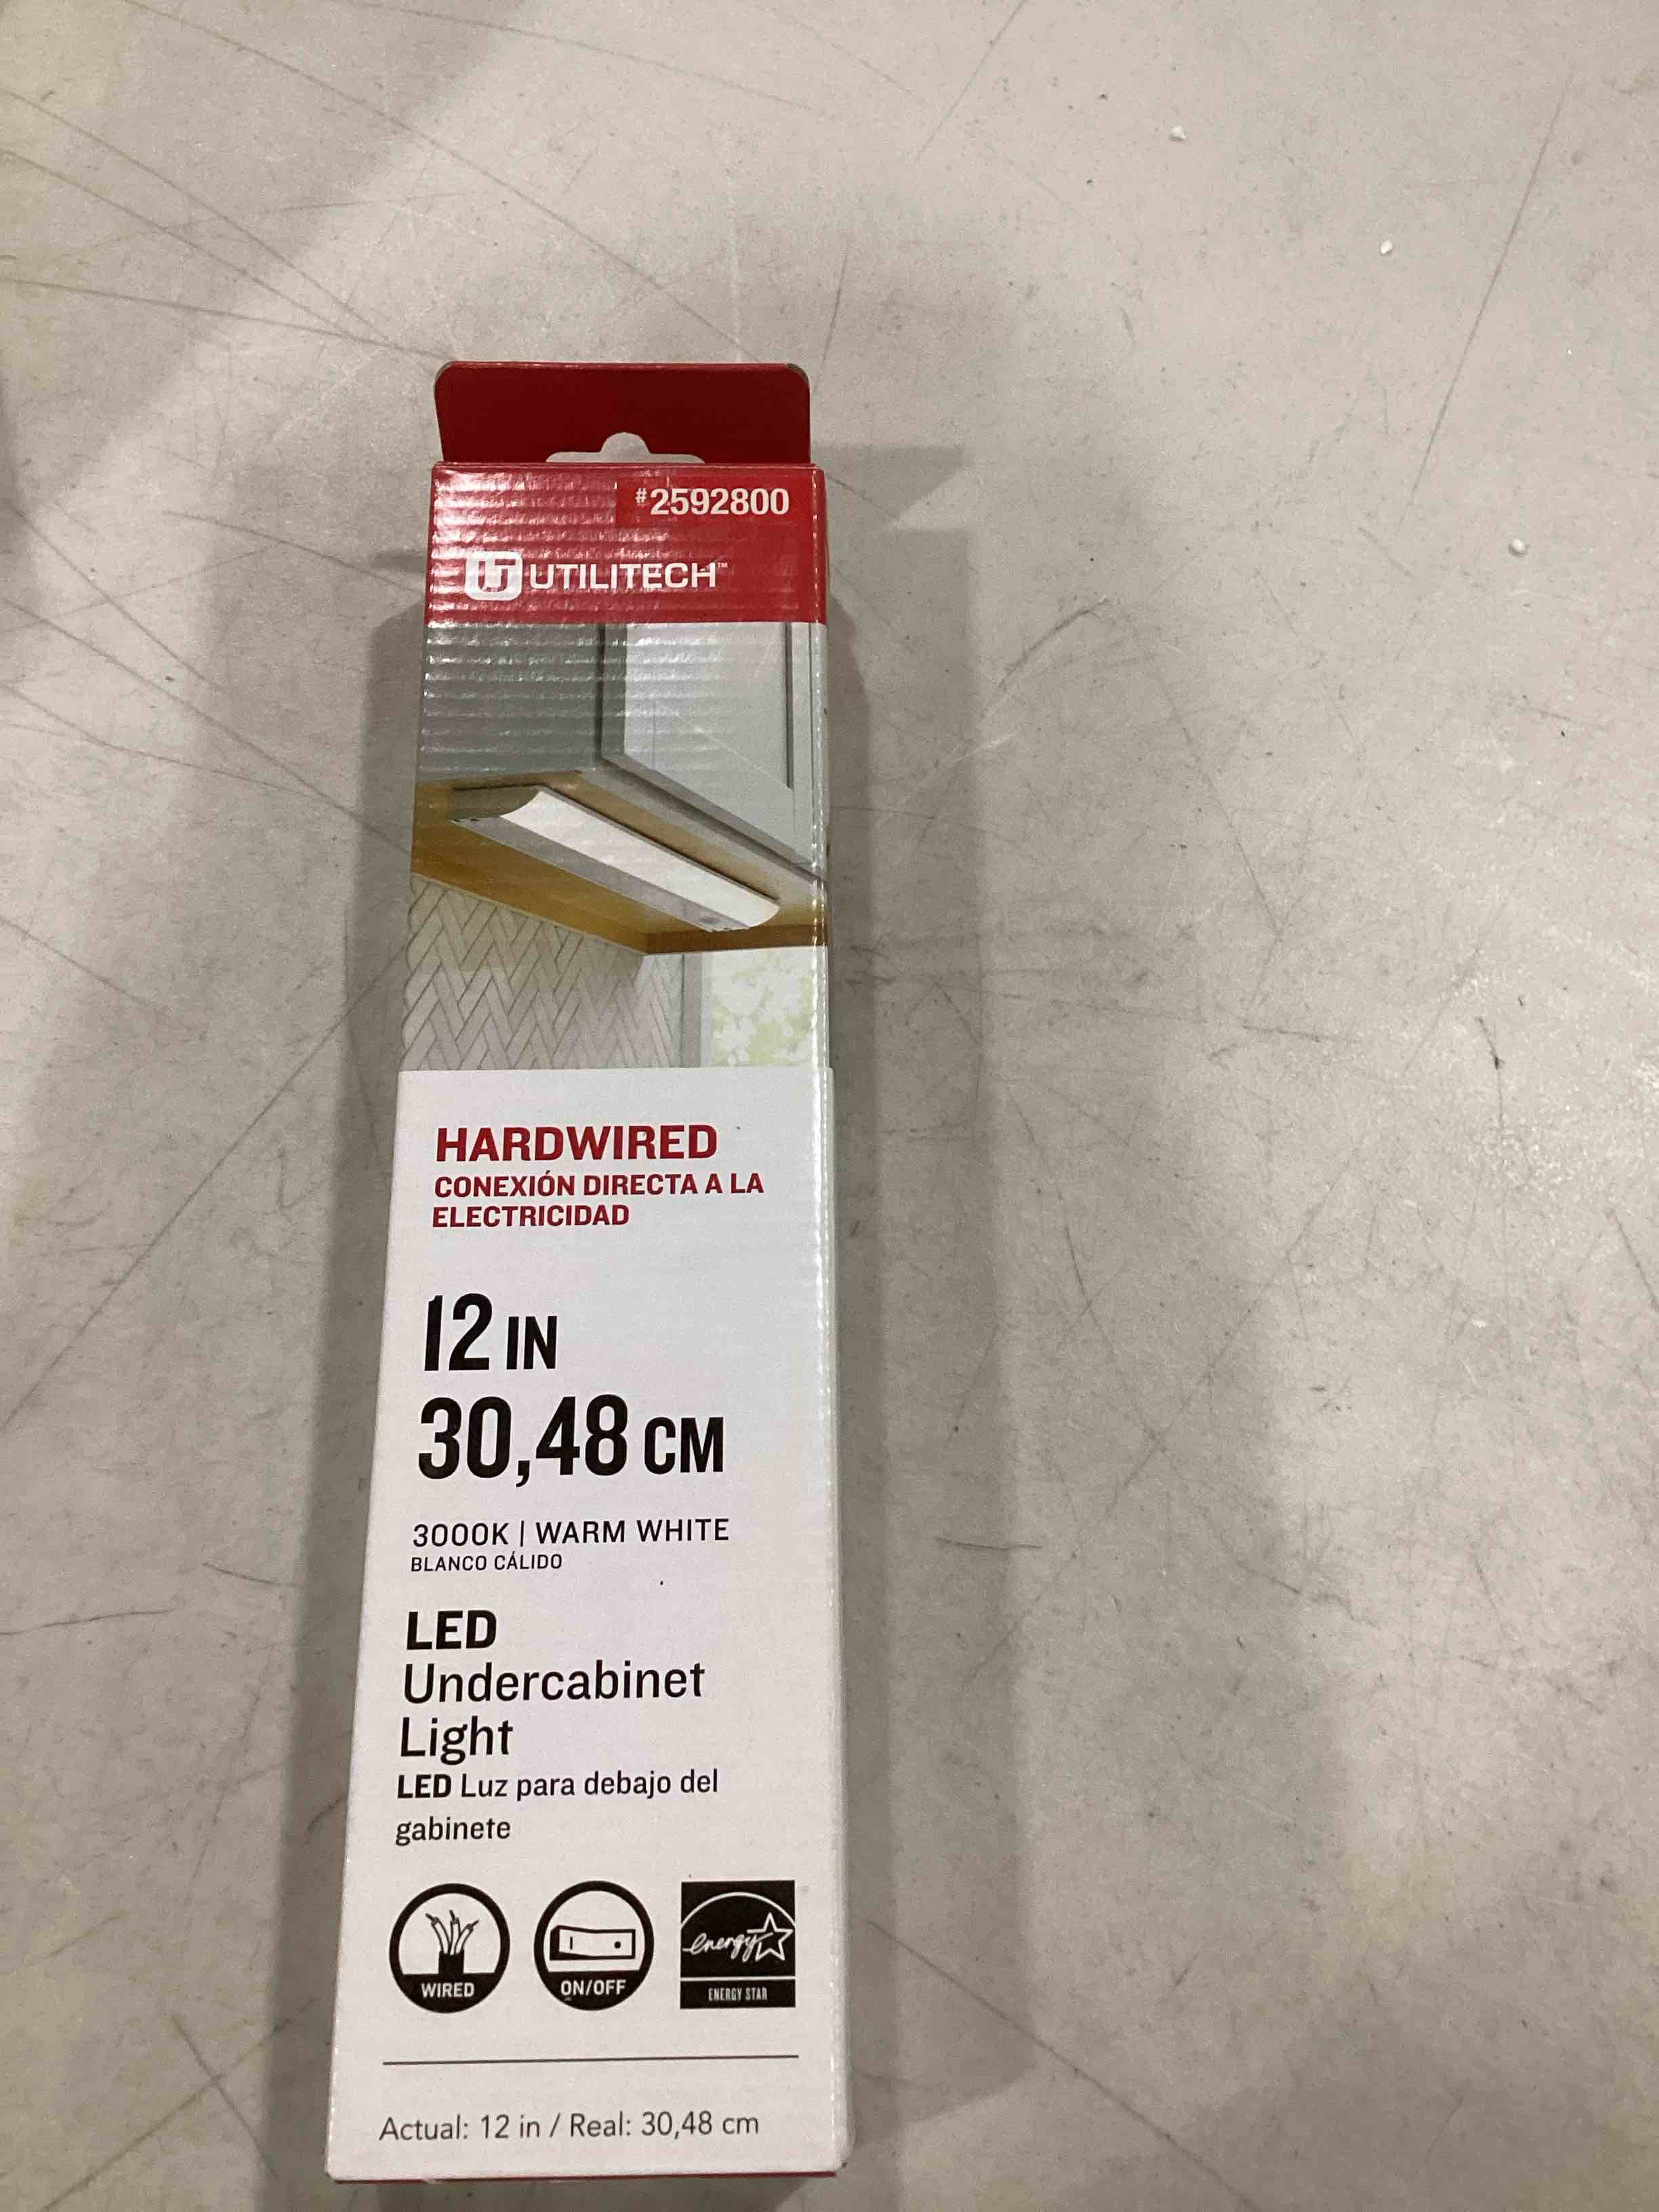 #2592800
UT UTILITECH™
HARDWIRED
CONEXIÓN DIRECTA A LA
ELECTRICIDAD
12 IN
30,48 CM
3000K | WARM WHITE
BLANCO CÁLIDO
LED
Undercabinet
Light
LED Luz para debajo del
gabinete
WIRED
ON/OFF
energy
ENERGY STAR
Actual: 12 in / Real: 30,48 cm